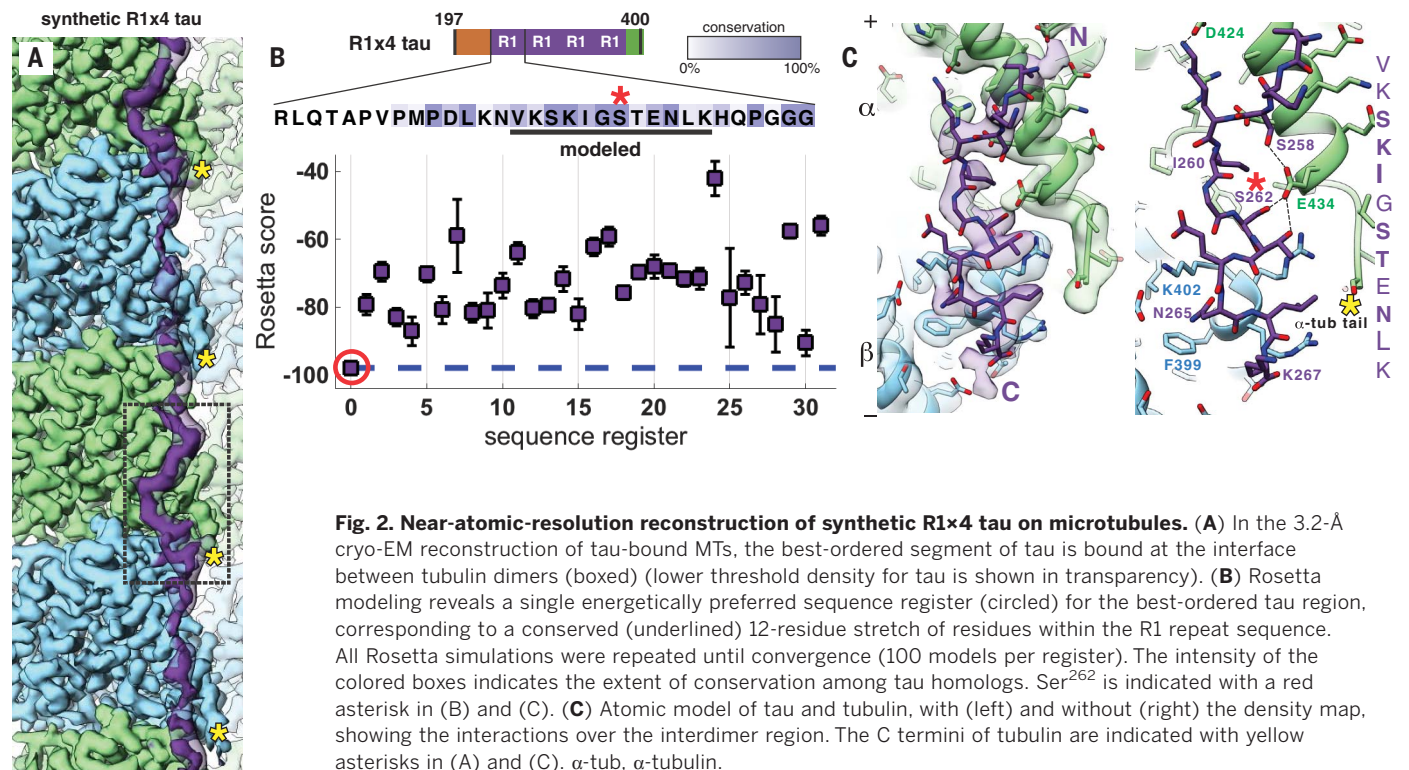 synthetic R1x4 tau
A
B
197
400
R1x4 tau
R1 R1 R1 R1
conservation
0% 100%
RLQTAPVPMPDLKNVKSKIGSTENLKHQPGGG
*
modeled
Rosetta score
-40
-60
-80
-100
0 5 10 15 20 25 30
sequence register
C
+
α
β
−
N
C
D424
S258
I260
S262
E434
K402
N265
F399
K267
α-tub tail
V
K
S
K
I
G
S
T
E
N
L
K
Fig. 2. Near-atomic-resolution reconstruction of synthetic R1×4 tau on microtubules. (A) In the 3.2-Å
cryo-EM reconstruction of tau-bound MTs, the best-ordered segment of tau is bound at the interface
between tubulin dimers (boxed) (lower threshold density for tau is shown in transparency). (B) Rosetta
modeling reveals a single energetically preferred sequence register (circled) for the best-ordered tau region,
corresponding to a conserved (underlined) 12-residue stretch of residues within the R1 repeat sequence.
All Rosetta simulations were repeated until convergence (100 models per register). The intensity of the
colored boxes indicates the extent of conservation among tau homologs. Ser262 is indicated with a red
asterisk in (B) and (C). (C) Atomic model of tau and tubulin, with (left) and without (right) the density map,
showing the interactions over the interdimer region. The C termini of tubulin are indicated with yellow
asterisks in (A) and (C). α-tub, α-tubulin.